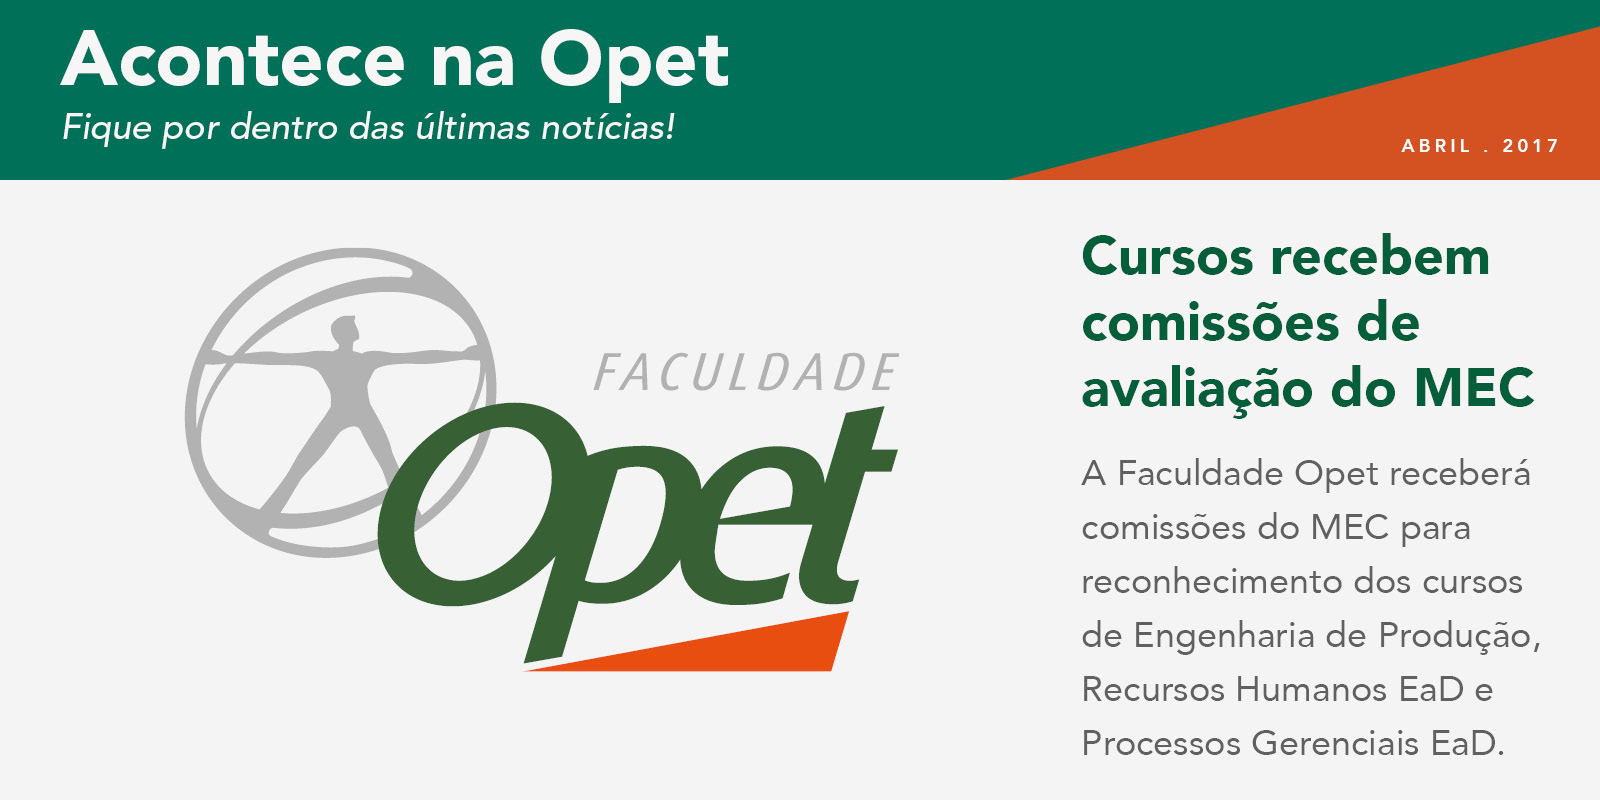 Acontece na Opet
Fique por dentro das últimas notícias!
ABRIL . 2017
FACULDADE
Opet
Cursos recebem
comissões de
avaliação do MEC
A Faculdade Opet receberá
comissões do MEC para
reconhecimento dos cursos
de Engenharia de Produção,
Recursos Humanos EaD e
Processos Gerenciais EaD.